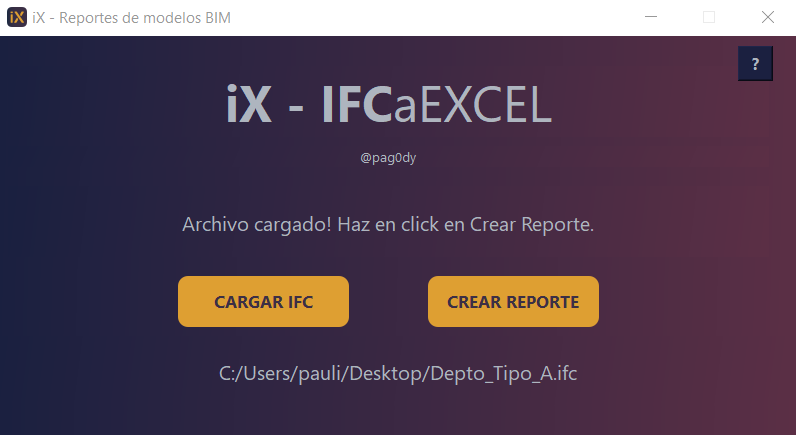 iX iX - Reportes de modelos BIM
?
iX - IFCaEXCEL
@pag0dy
Archivo cargado! Haz en click en Crear Reporte.
CARGAR IFC CREAR REPORTE
C:/Users/pauli/Desktop/Depto_Tipo_A.ifc